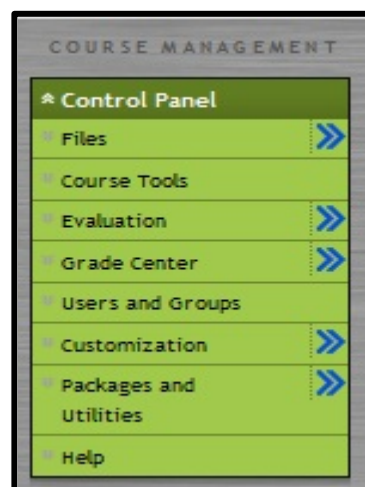 COURSE MANAGEMENT
Control Panel
Files
Course Tools
Evaluation
Grade Center
Users and Groups
Customization
Packages and
Utilities
Help